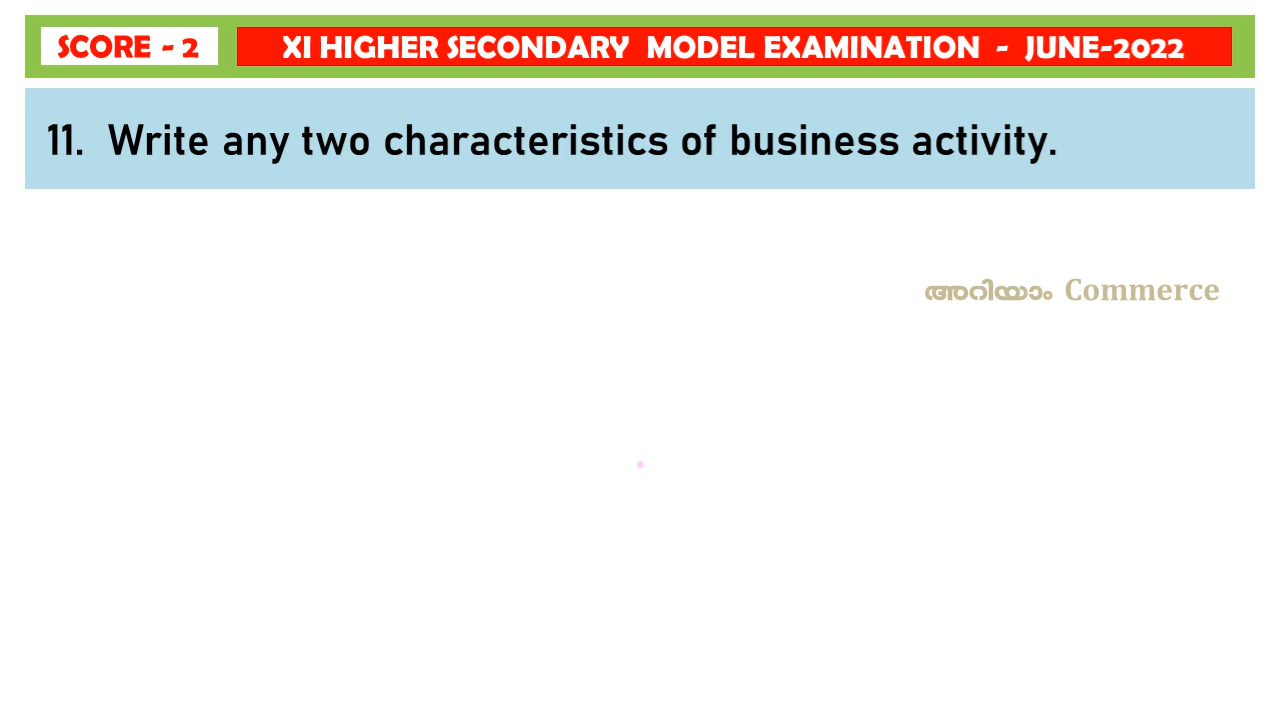 SCORE - 2
XI HIGHER SECONDARY MODEL EXAMINATION - JUNE-2022
11. Write any two characteristics of business activity.
അറിയാം Commerce